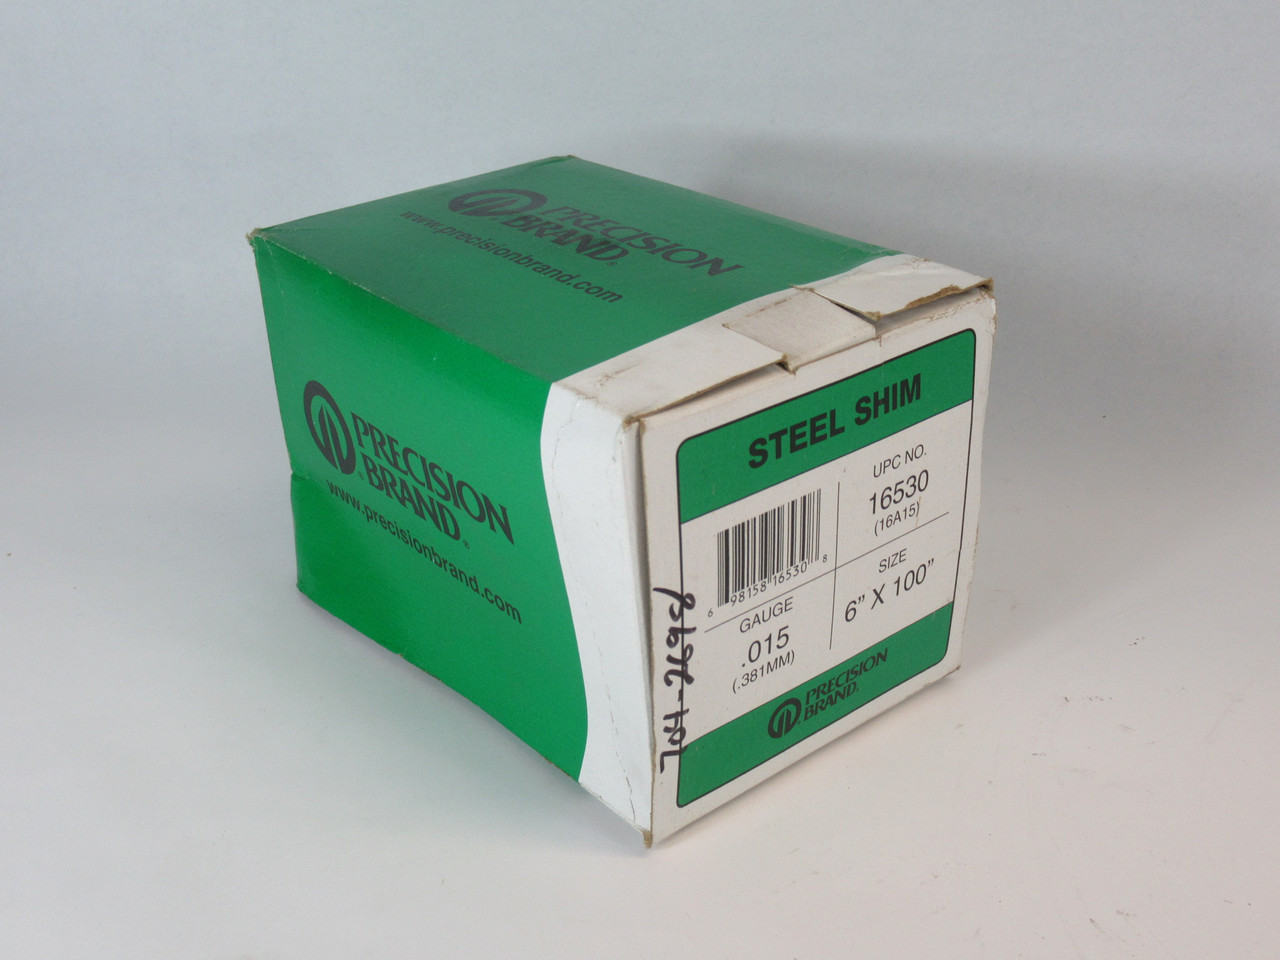 PRECISION
BRAND®
www.precisionbrand.com
PRECISION
BRAND®
www.precisionbrand.com
STEEL SHIM
UPC NO.
16530
(16A15)
6 98158 16530 8
SIZE
6” X 100”
GAUGE
.015
(.381MM)
PRECISION
BRAND®